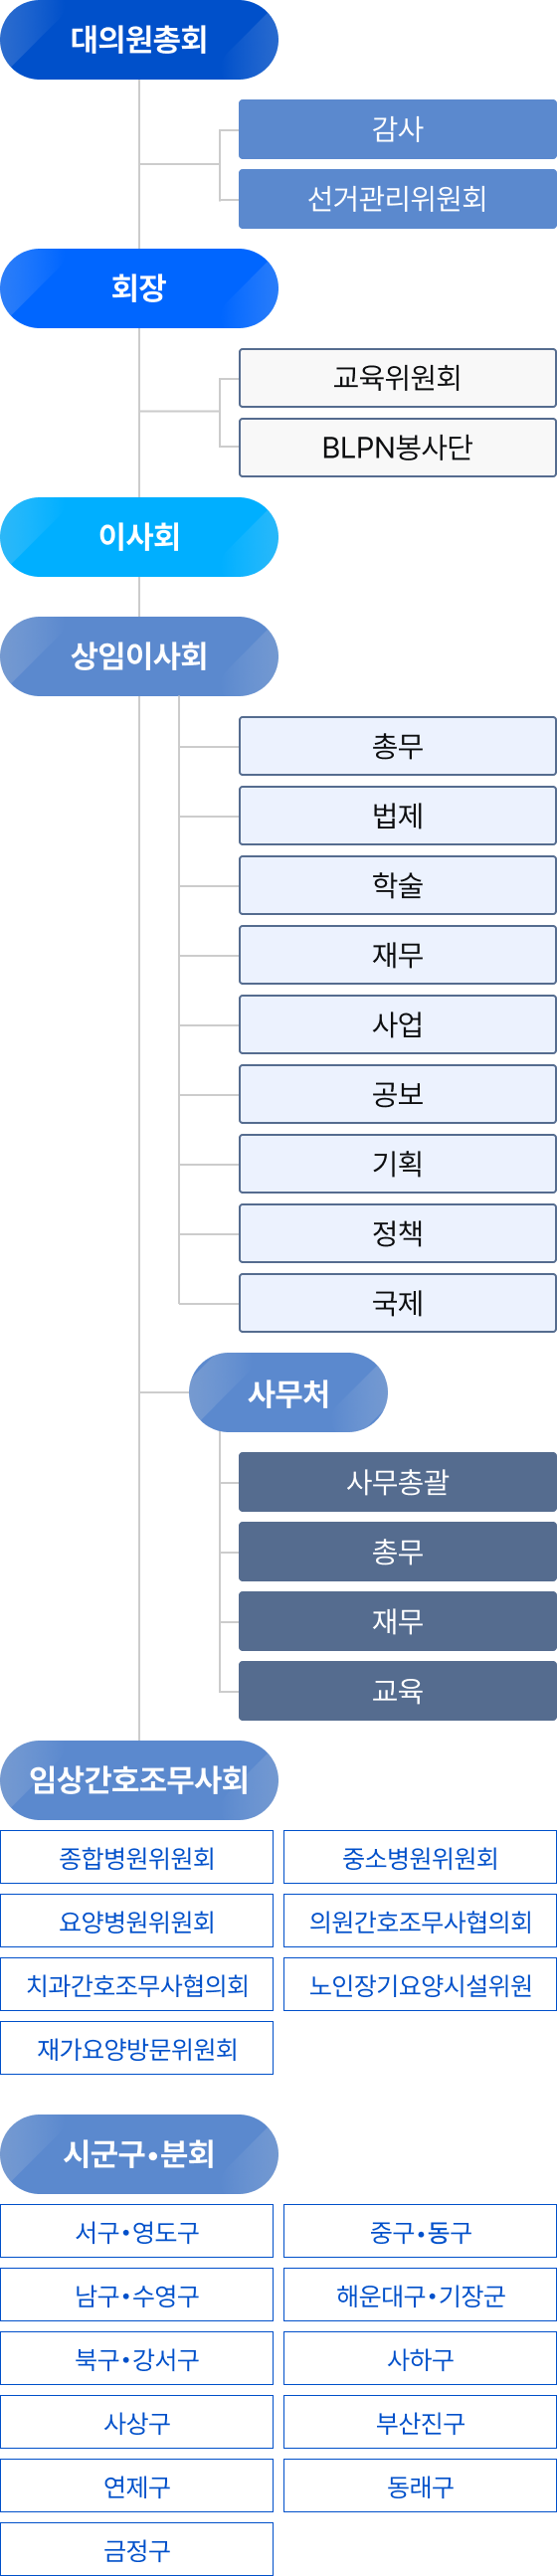 대의원총회
감사
선거관리위원회
회장
교육위원회
BLPN봉사단
이사회
상임이사회
총무
법제
학술
재무
사업
공보
기획
정책
국제
사무처
사무총괄
총무
재무
교육
임상간호조무사회
종합병원위원회
중소병원위원회
요양병원위원회
의원간호조무사협의회
치과간호조무사협의회
노인장기요양시설위원
재가요양방문위원회
시군구•분회
서구•영도구
중구•동구
남구•수영구
해운대구•기장군
북구•강서구
사하구
사상구
부산진구
연제구
동래구
금정구